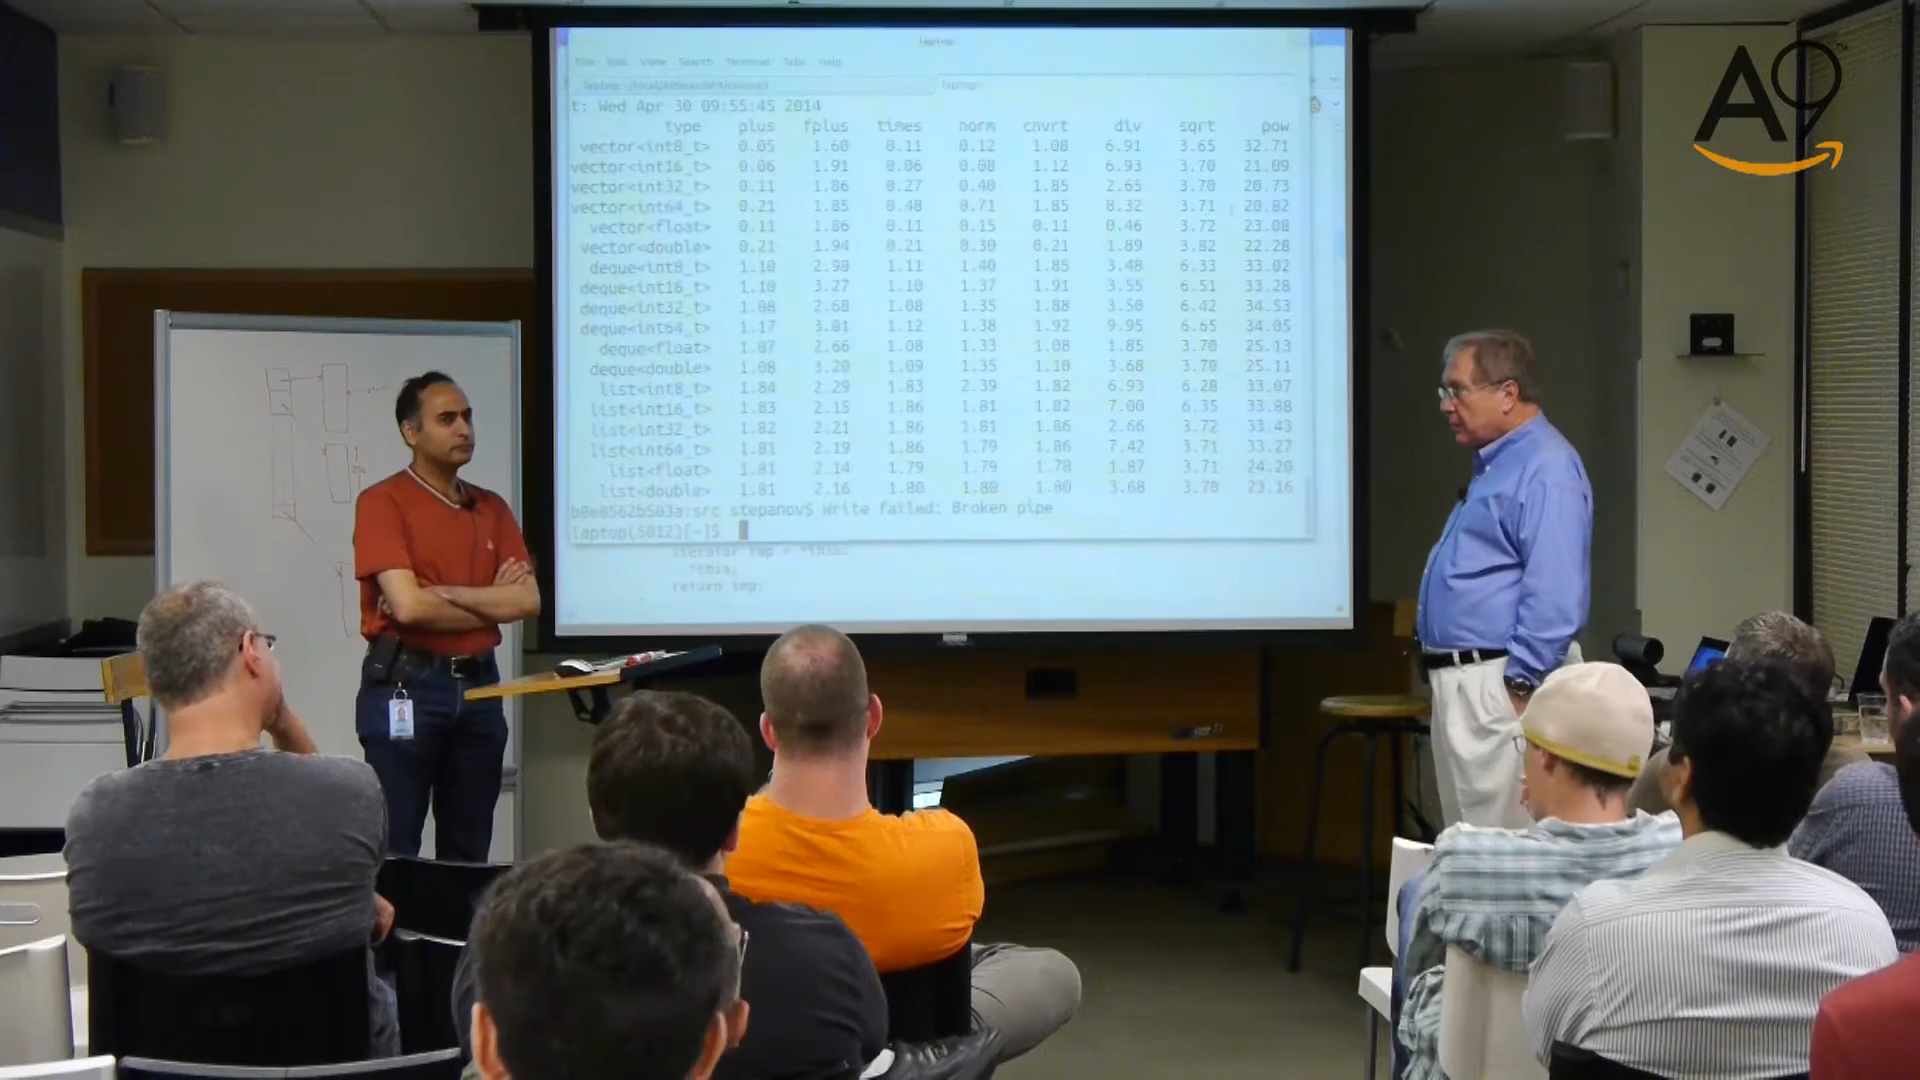 A9™
laptop:
File Edit View Search Terminal Tabs Help
laptop:
t: Wed Apr 30 09:55:45 2014
type plus fplus times norm cnvrt div sqrt pow
vector<int8_t> 0.05 1.60 0.11 0.12 1.08 6.91 3.65 32.71
vector<int16_t> 0.06 1.91 0.06 0.08 1.12 6.93 3.70 21.09
vector<int32_t> 0.11 1.86 0.27 0.40 1.85 2.65 3.70 20.73
vector<int64_t> 0.21 1.85 0.48 0.71 1.85 8.32 3.71 20.82
vector<float> 0.11 1.86 0.11 0.15 0.11 0.46 3.72 23.08
vector<double> 0.21 1.94 0.21 0.30 0.21 1.89 3.82 22.28
deque<int8_t> 1.10 2.98 1.11 1.40 1.85 3.48 6.33 33.02
deque<int16_t> 1.10 3.27 1.10 1.37 1.91 3.55 6.51 33.28
deque<int32_t> 1.08 2.68 1.08 1.35 1.88 3.50 6.42 34.53
deque<int64_t> 1.17 3.01 1.12 1.38 1.92 9.95 6.65 34.05
deque<float> 1.07 2.66 1.08 1.33 1.08 1.85 3.70 25.13
deque<double> 1.08 3.20 1.09 1.35 1.10 3.68 3.70 25.11
list<int8_t> 1.84 2.29 1.83 2.39 1.82 6.93 6.28 33.07
list<int16_t> 1.83 2.15 1.86 1.81 1.82 7.00 6.35 33.88
list<int32_t> 1.82 2.21 1.86 1.81 1.86 2.66 3.72 33.43
list<int64_t> 1.81 2.19 1.86 1.79 1.86 7.42 3.71 33.27
list<float> 1.81 2.14 1.79 1.79 1.78 1.87 3.71 24.20
list<double> 1.81 2.16 1.80 1.80 1.80 3.68 3.70 23.16
b8e8562b503a:src stepanov$ Write failed: Broken pipe
laptop(5012)[~]$
iterator tmp = *this;
*this;
return tmp;